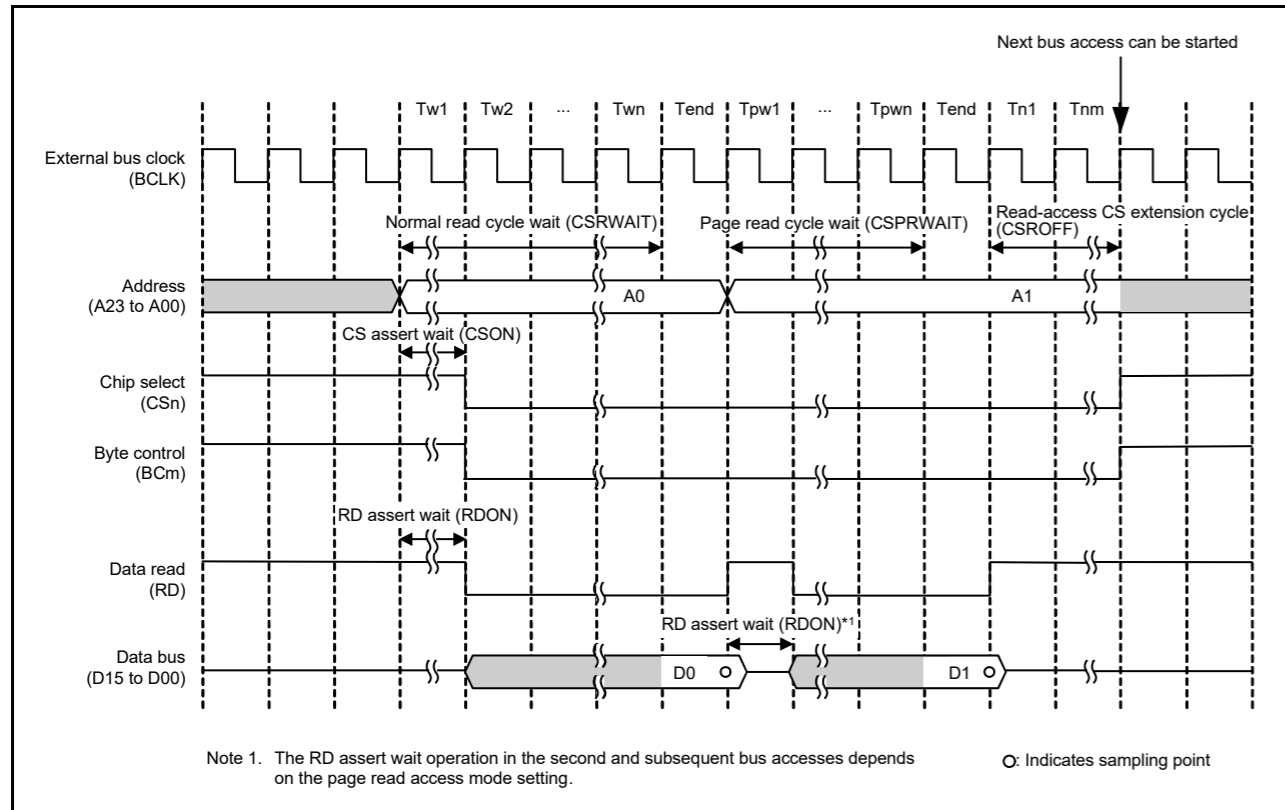 Next bus access can be started
Tw1 Tw2 ... Twn Tend Tpw1 ... Tpwn Tend Tn1 Tnm
External bus clock
(BCLK)
Normal read cycle wait (CSRWAIT)
Page read cycle wait (CSPRWAIT)
Read-access CS extension cycle
(CSROFF)
Address
(A23 to A00)
A0
A1
CS assert wait (CSON)
Chip select
(CSn)
Byte control
(BCm)
RD assert wait (RDON)
Data read
(RD)
RD assert wait (RDON)*1
Data bus
(D15 to D00)
D0
D1
Note 1. The RD assert wait operation in the second and subsequent bus accesses depends
on the page read access mode setting.
O: Indicates sampling point